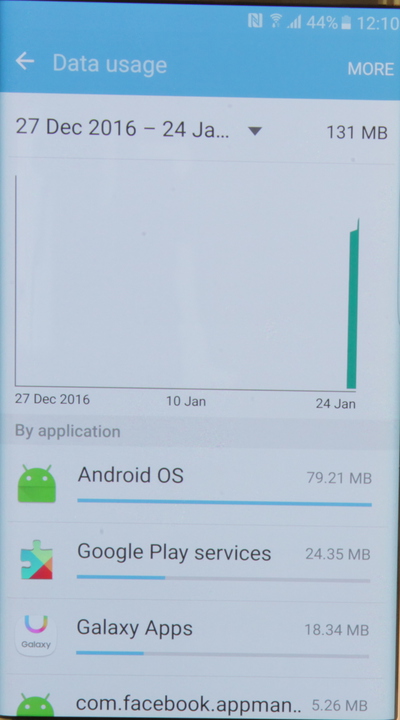 44% 12:10
Data usage MORE
27 Dec 2016 – 24 Ja... 131 MB
27 Dec 2016 10 Jan 24 Jan
By application
Android OS 79.21 MB
Google Play services 24.35 MB
Galaxy Apps 18.34 MB
Galaxy
com.facebook.appman.. 5.26 MB